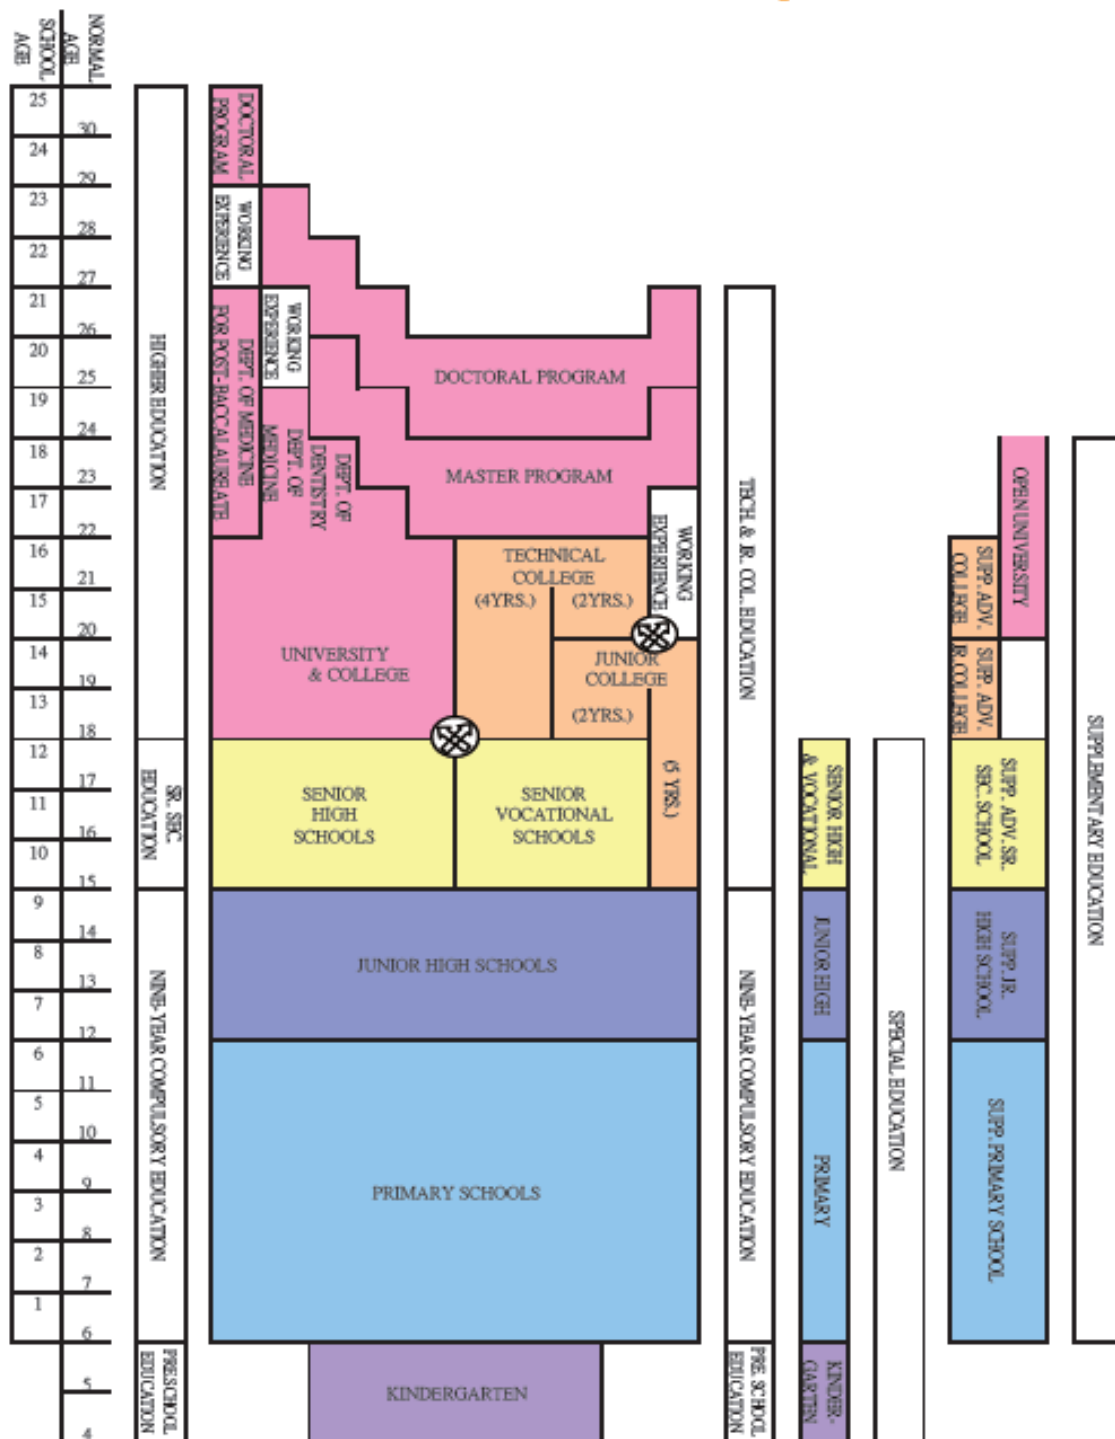 SCHOOL
AGE
NORMAL
AGE
25
24
23
22
21
20
19
18
17
16
15
14
13
12
11
10
9
8
7
6
5
4
3
2
1
30
29
28
27
26
25
24
23
22
21
20
19
18
17
16
15
14
13
12
11
10
9
8
7
6
5
4
HIGHER EDUCATION
SR. SEC.
EDUCATION
NINE-YEAR COMPULSORY EDUCATION
PRESCHOOL
EDUCATION
DOCTORAL
PROGRAM
WORKING
EXPERIENCE
DEPT. OF MEDICINE
FOR POST-BACCALAUREATE
WORKING
EXPERIENCE
DEPT. OF
MEDICINE
DEPT. OF
DENTISTRY
DOCTORAL PROGRAM
MASTER PROGRAM
UNIVERSITY
& COLLEGE
TECHNICAL
COLLEGE
(4YRS.)
(2YRS.)
WORKING
EXPERIENCE
JUNIOR
COLLEGE
(2YRS.)
(5 YRS.)
SENIOR
HIGH
SCHOOLS
SENIOR
VOCATIONAL
SCHOOLS
JUNIOR HIGH SCHOOLS
PRIMARY SCHOOLS
KINDERGARTEN
TECH. & JR. COL. EDUCATION
NINE-YEAR COMPULSORY EDUCATION
PRE. SCHOOL
EDUCATION
SENIOR HIGH
& VOCATIONAL
JUNIOR HIGH
PRIMARY
KINDER-
GARTEN
SPECIAL EDUCATION
OPEN UNIVERSITY
SUPP. ADV.
COLLEGE
SUPP. ADV.
JR.COLLEGE
SUPP. ADV. SR.
SEC. SCHOOL
SUPP. JR.
HIGH SCHOOL
SUPP. PRIMARY SCHOOL
SUPPLEMENTARY EDUCATION